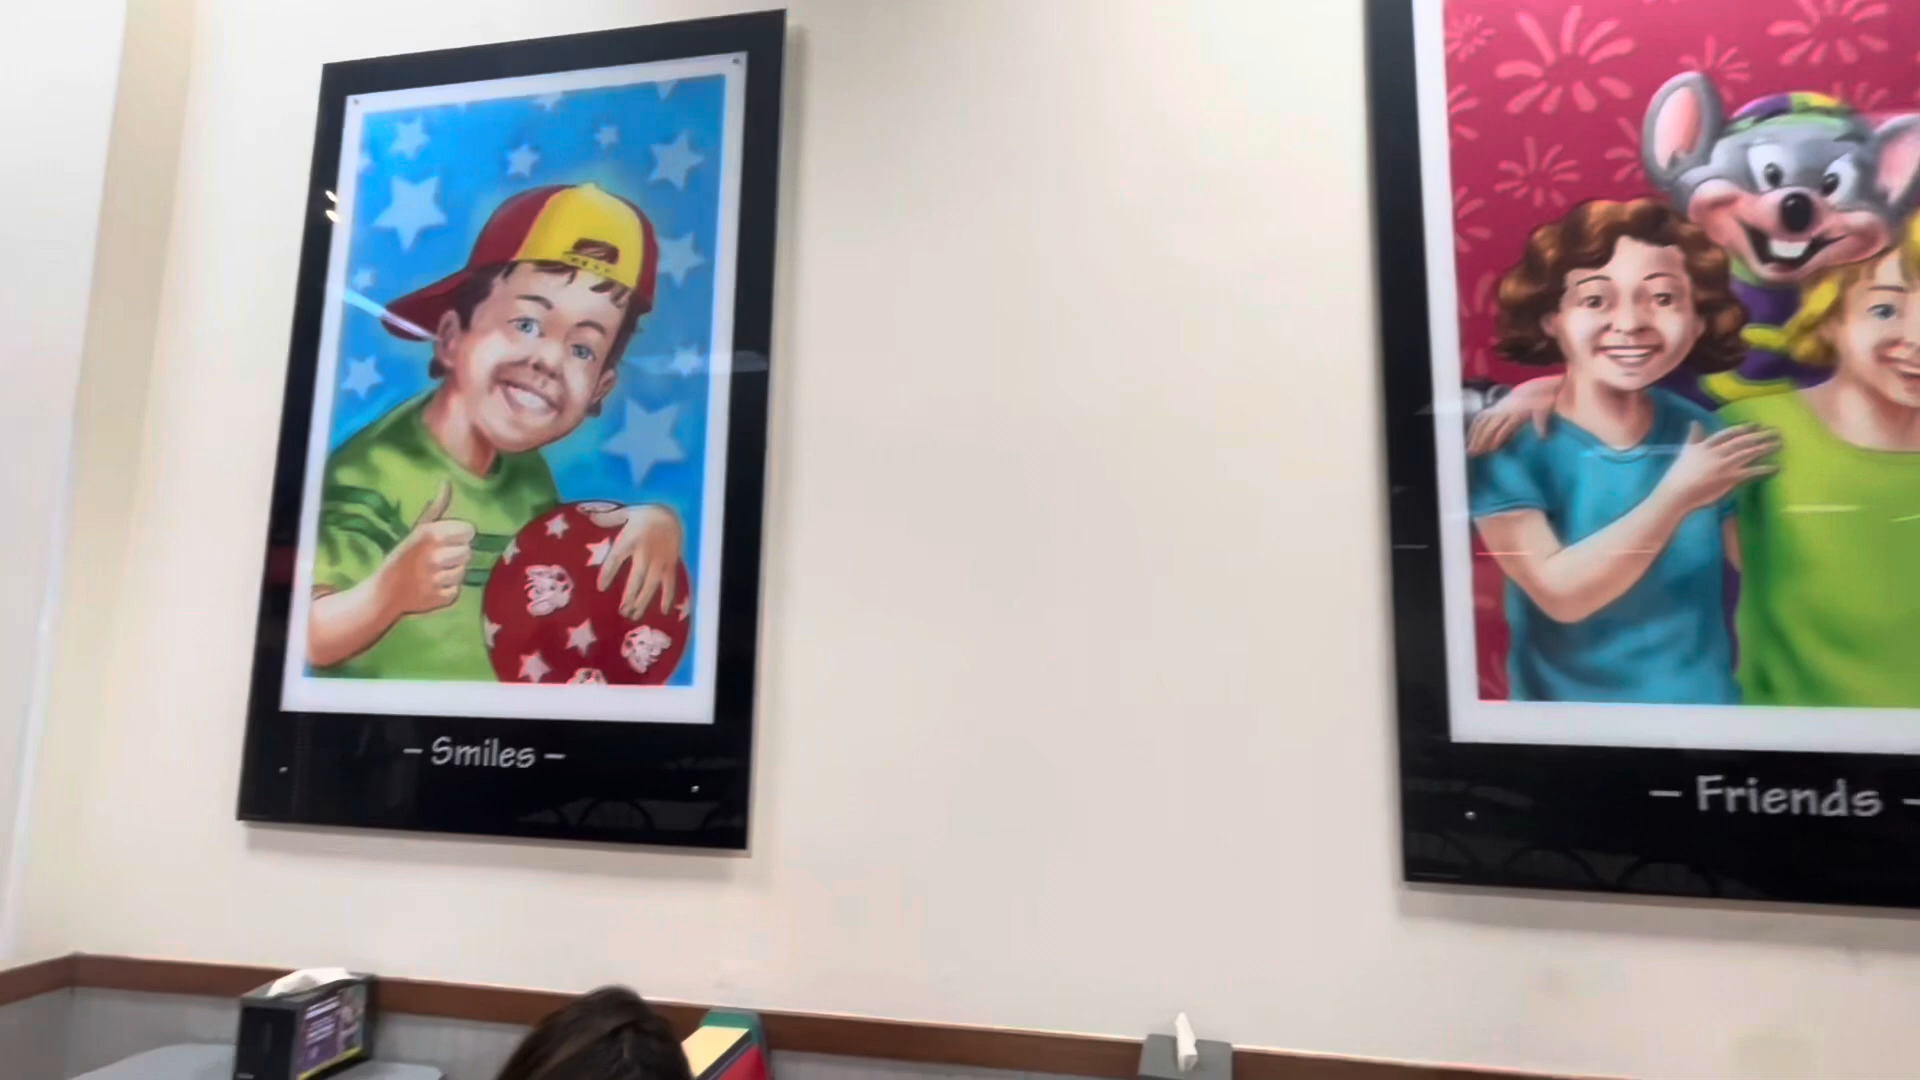 – Smiles –
– Friends –